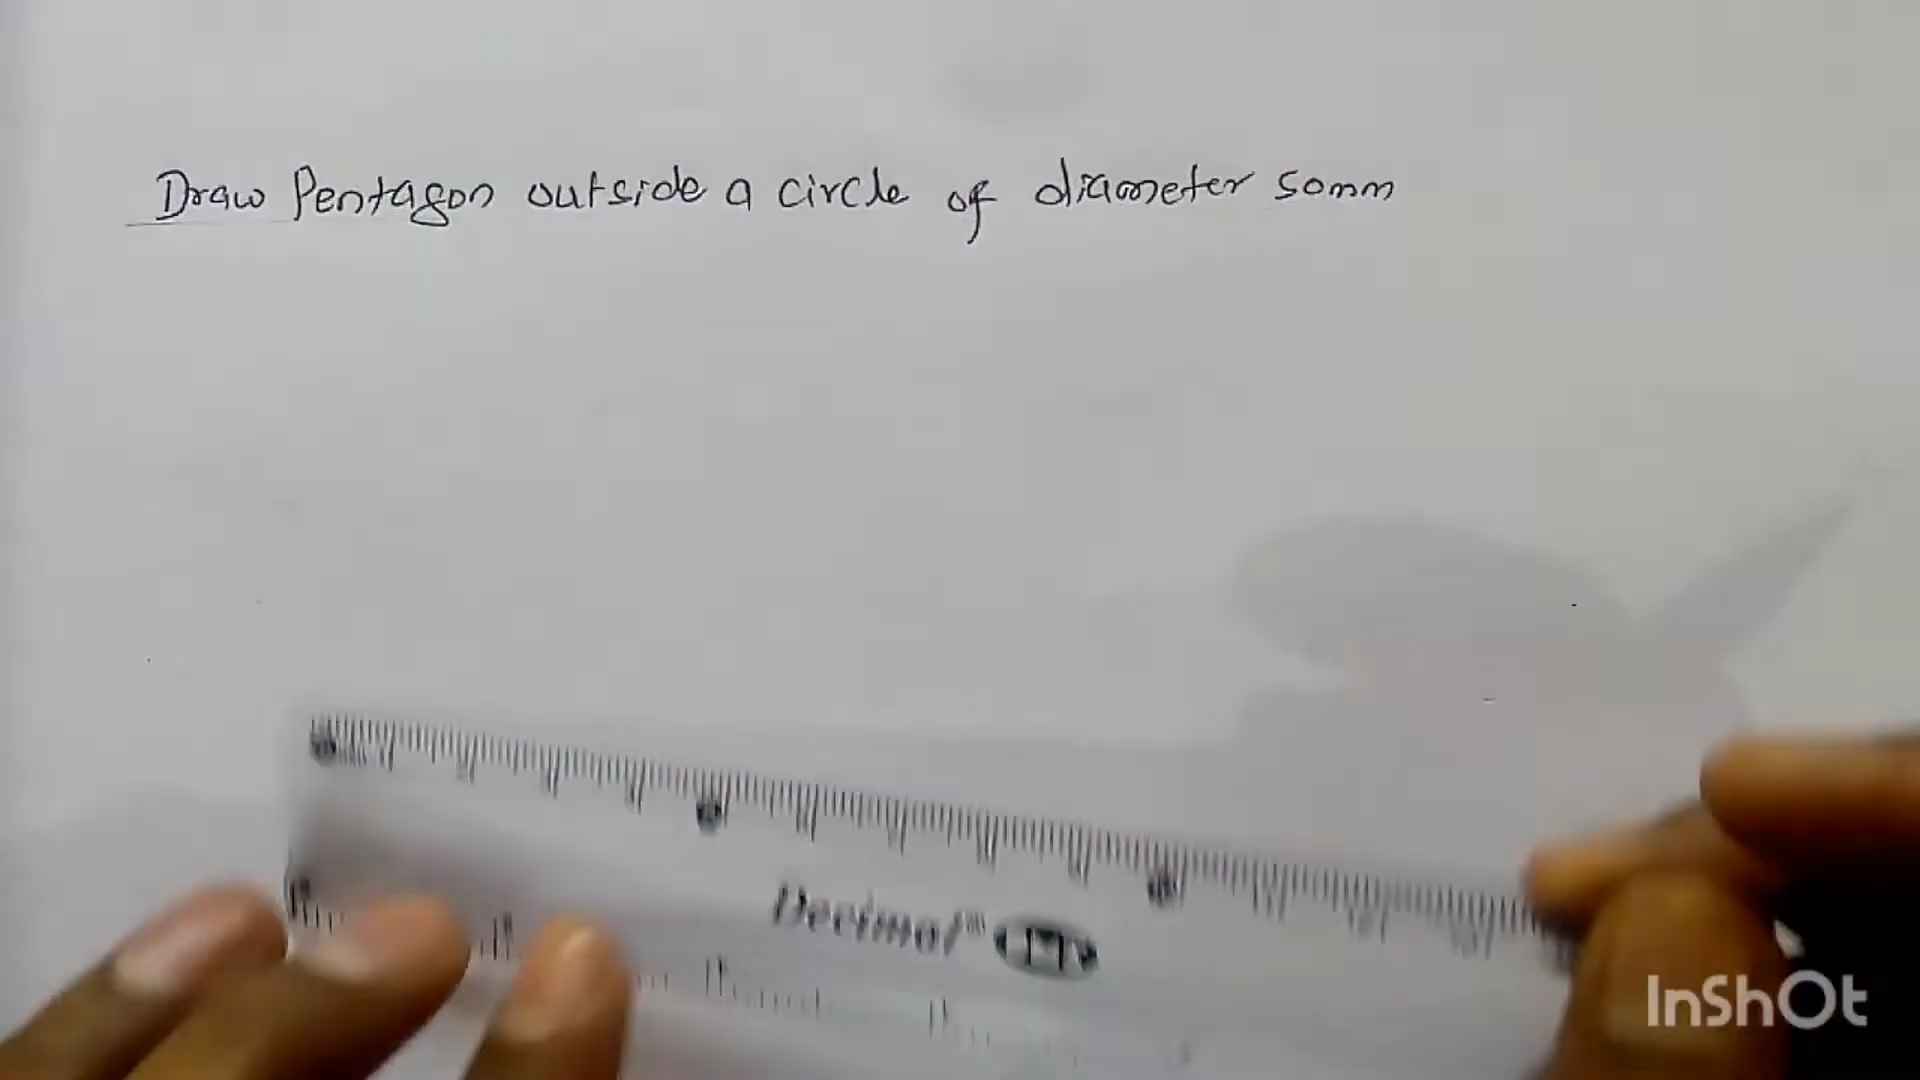 Draw Pentagon outside a circle of diameter 50mm
Decimal M
InShOt